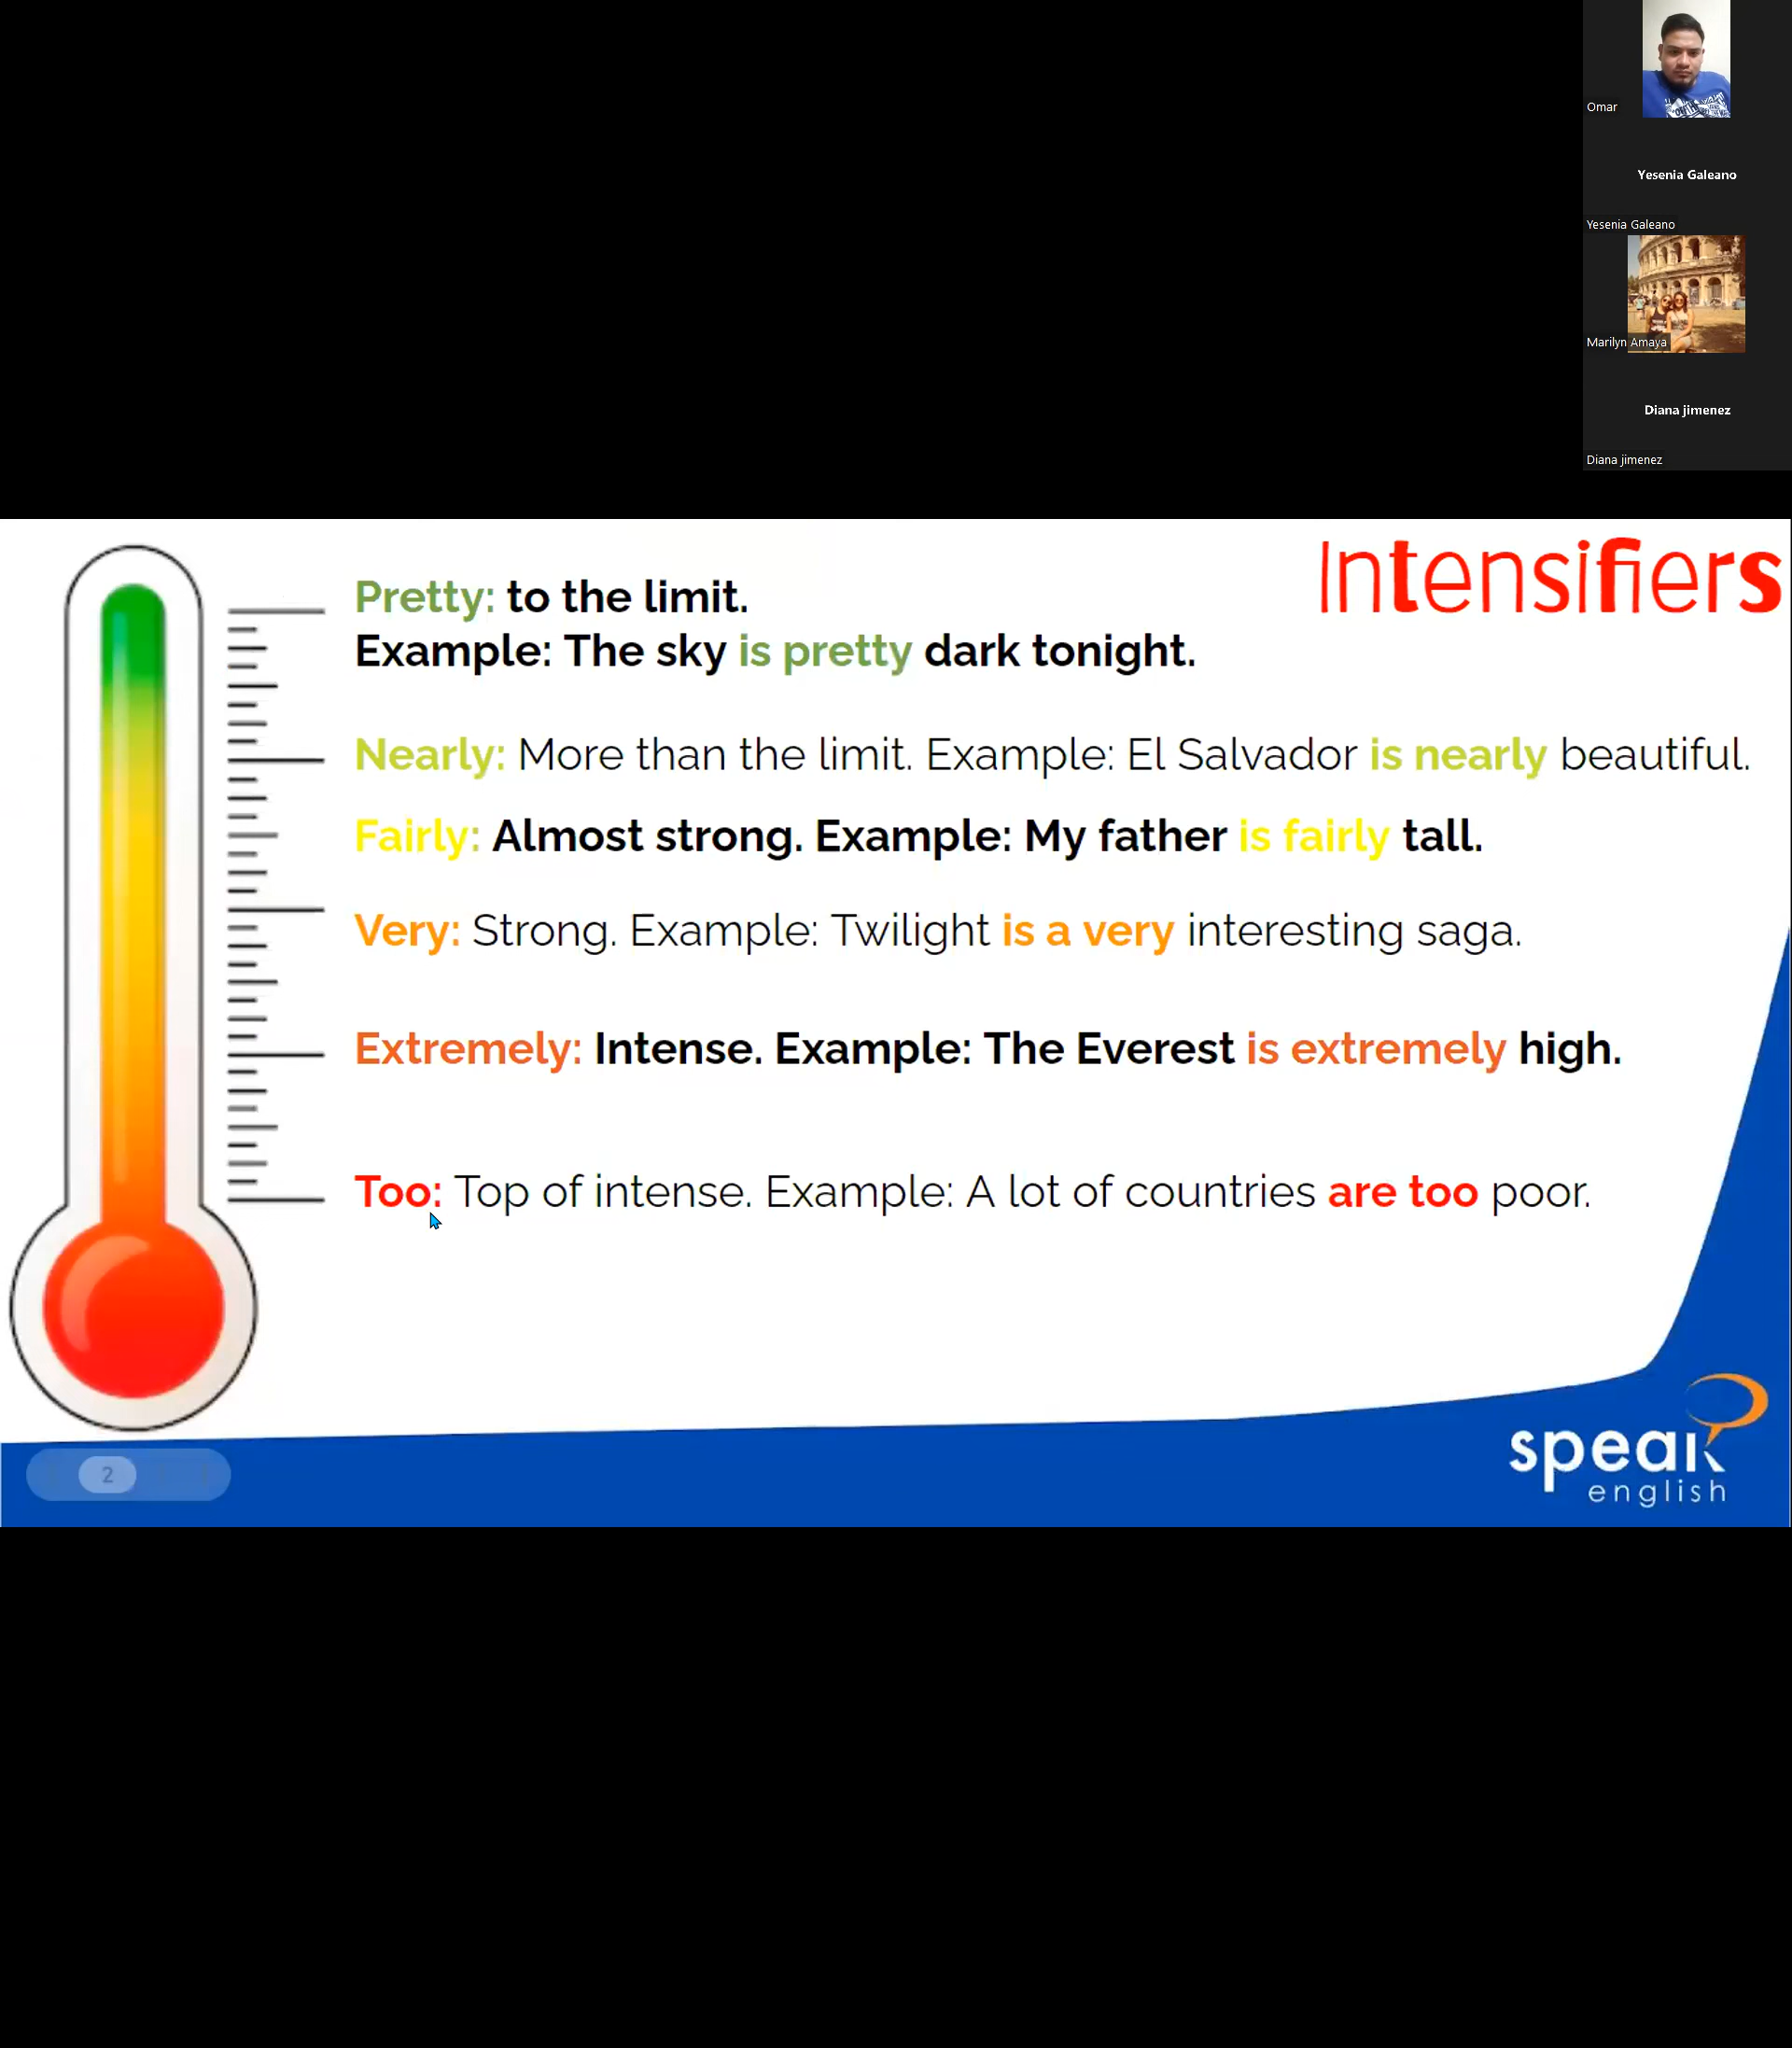 Omar
Yesenia Galeano
Yesenia Galeano
Marilyn Amaya
Diana jimenez
Diana jimenez
Intensifiers
Pretty: to the limit.
Example: The sky is pretty dark tonight.
Nearly: More than the limit. Example: El Salvador is nearly beautiful.
Fairly: Almost strong. Example: My father is fairly tall.
Very: Strong. Example: Twilight is a very interesting saga.
Extremely: Intense. Example: The Everest is extremely high.
Too: Top of intense. Example: A lot of countries are too poor.
2
speak
english